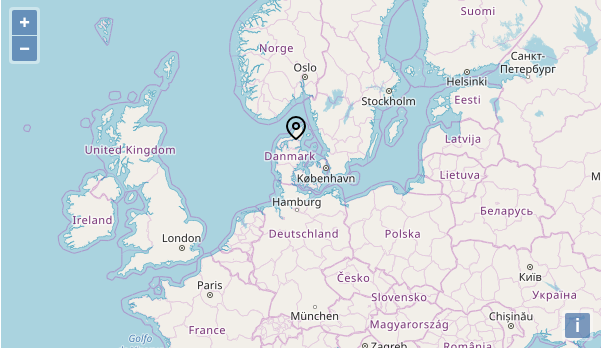 +
−
Suomi
Norge
Oslo
Санкт-
Петербург
Helsinki
Stockholm
Eesti
United Kingdom
Latvija
Danmark
København
Lietuva
Hamburg
Беларусь
Ireland
London
Deutschland
Polska
Česko
Київ
Paris
Slovensko
Україна
München
Chișinău
France
Magyarország
Golfo
Zagreb
i